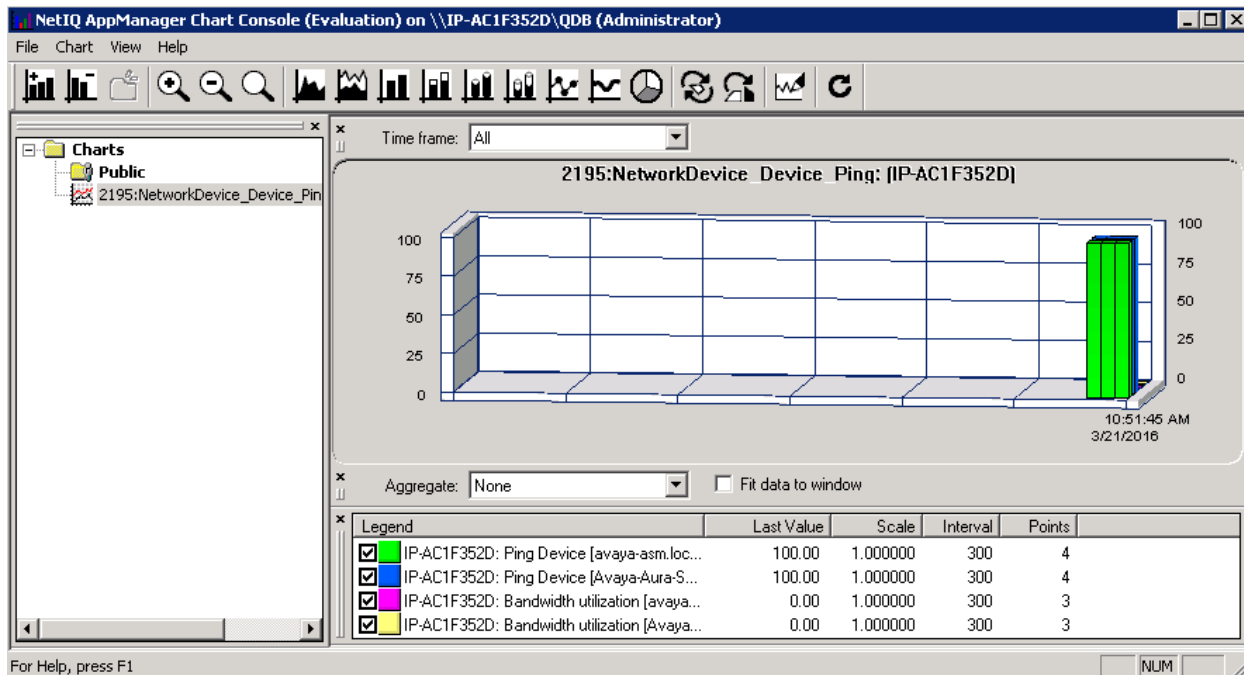 NetIQ AppManager Chart Console (Evaluation) on \\IP-AC1F352D\QDB (Administrator)
File Chart View Help
Charts
Public
2195:NetworkDevice_Device_Pin
Time frame: All
2195:NetworkDevice_Device_Ping: [IP-AC1F352D]
100 100
75 75
50 50
25 25
0 0
10:51:45 AM
3/21/2016
Aggregate: None Fit data to window
Legend Last Value Scale Interval Points
IP-AC1F352D: Ping Device [avaya-asm.loc... 100.00 1.000000 300 4
IP-AC1F352D: Ping Device [Avaya-Aura-S... 100.00 1.000000 300 4
IP-AC1F352D: Bandwidth utilization [avaya... 0.00 1.000000 300 3
IP-AC1F352D: Bandwidth utilization [Avaya... 0.00 1.000000 300 3
For Help, press F1 NUM